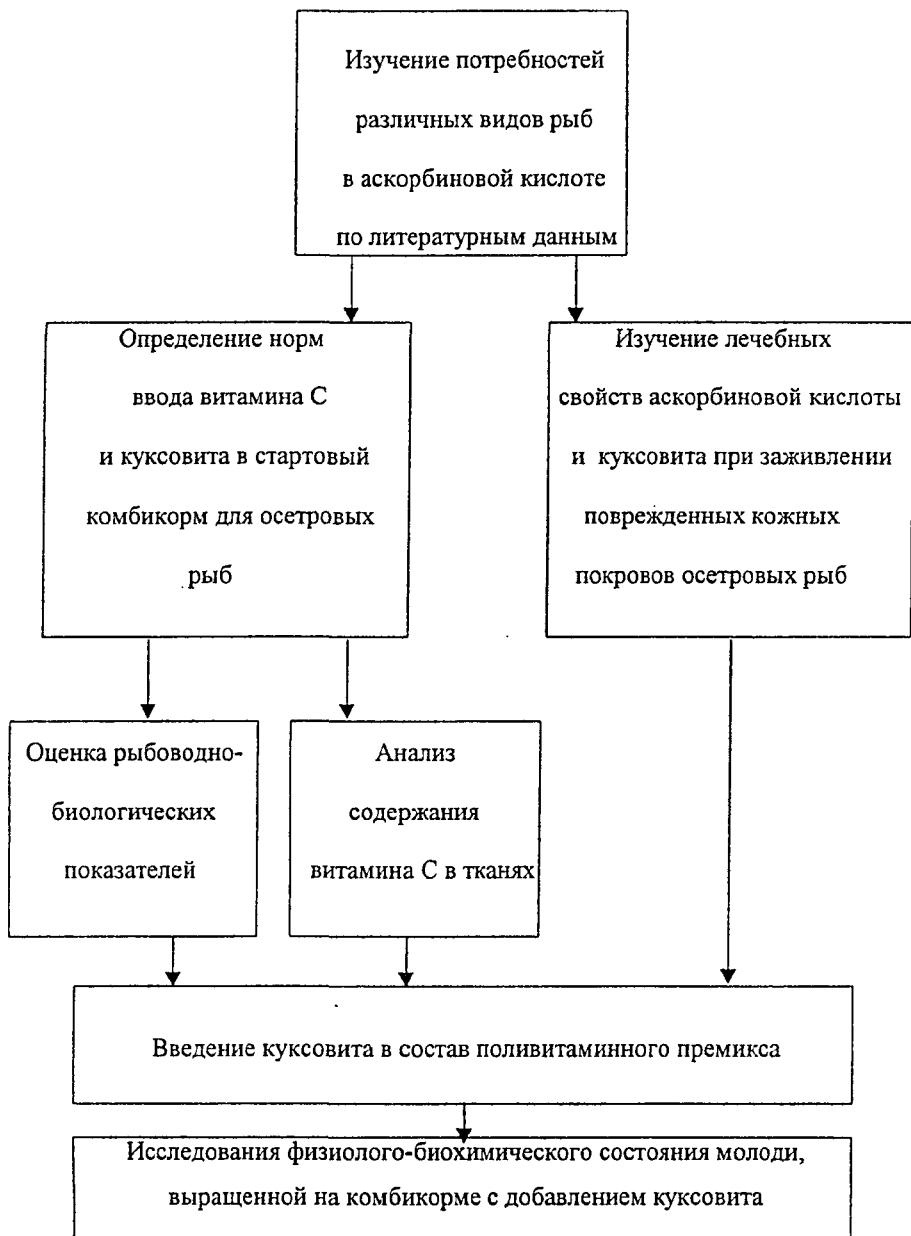 Изучение потребностей
различных видов рыб
в аскорбиновой кислоте
по литературным данным
Определение норм
ввода витамина С
и куксовита в стартовый
комбикорм для осетровых
рыб
Изучение лечебных
свойств аскорбиновой кислоты
и куксовита при заживлении
поврежденных кожных
покровов осетровых рыб
Оценка рыбоводно-
биологических
показателей
Анализ
содержания
витамина С в тканях
Введение куксовита в состав поливитаминного премикса
Исследования физиолого-биохимического состояния молоди,
выращенной на комбикорме с добавлением куксовита